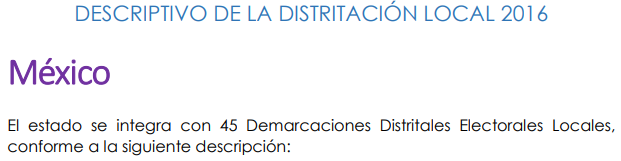 DESCRIPTIVO DE LA DISTRITACIÓN LOCAL 2016
México
El estado se integra con 45 Demarcaciones Distritales Electorales Locales,
conforme a la siguiente descripción: